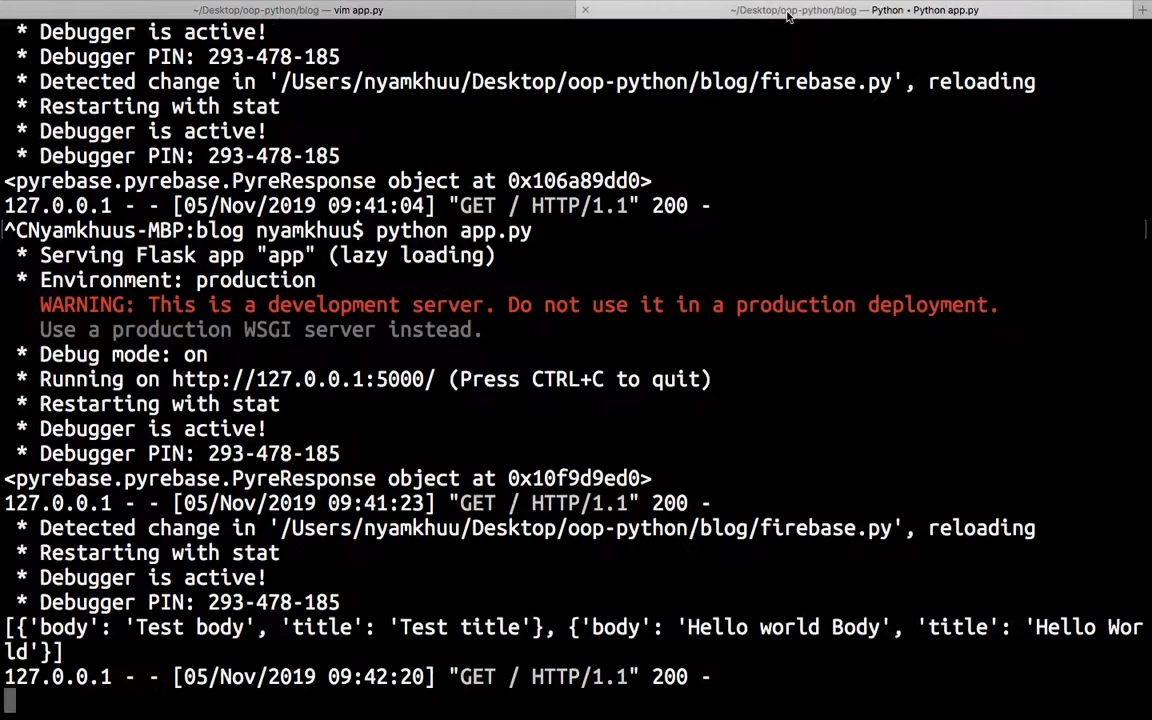 ~/Desktop/oop-python/blog — vim app.py
~/Desktop/oop-python/blog — Python • Python app.py
* Debugger is active!
* Debugger PIN: 293-478-185
* Detected change in '/Users/nyamkhuu/Desktop/oop-python/blog/firebase.py', reloading
* Restarting with stat
* Debugger is active!
* Debugger PIN: 293-478-185
<pyrebase.pyrebase.PyreResponse object at 0x106a89dd0>
127.0.0.1 - - [05/Nov/2019 09:41:04] "GET / HTTP/1.1" 200 -
^CNyamkhuus-MBP:blog nyamkhuu$ python app.py
* Serving Flask app "app" (lazy loading)
* Environment: production
WARNING: This is a development server. Do not use it in a production deployment.
Use a production WSGI server instead.
* Debug mode: on
* Running on http://127.0.0.1:5000/ (Press CTRL+C to quit)
* Restarting with stat
* Debugger is active!
* Debugger PIN: 293-478-185
<pyrebase.pyrebase.PyreResponse object at 0x10f9d9ed0>
127.0.0.1 - - [05/Nov/2019 09:41:23] "GET / HTTP/1.1" 200 -
* Detected change in '/Users/nyamkhuu/Desktop/oop-python/blog/firebase.py', reloading
* Restarting with stat
* Debugger is active!
* Debugger PIN: 293-478-185
[{'body': 'Test body', 'title': 'Test title'}, {'body': 'Hello world Body', 'title': 'Hello Wor
ld'}]
127.0.0.1 - - [05/Nov/2019 09:42:20] "GET / HTTP/1.1" 200 -